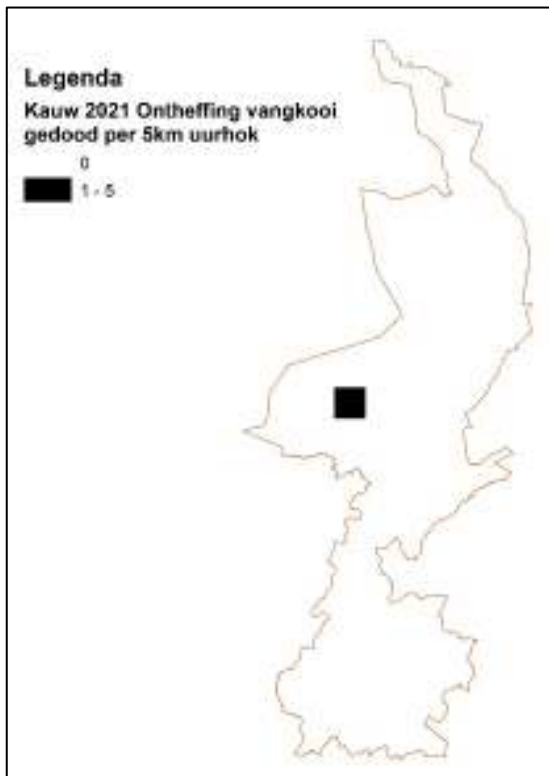 Legenda
Kauw 2021 Ontheffing vangkooi
gedood per 5km uurhok
0
1 - 5